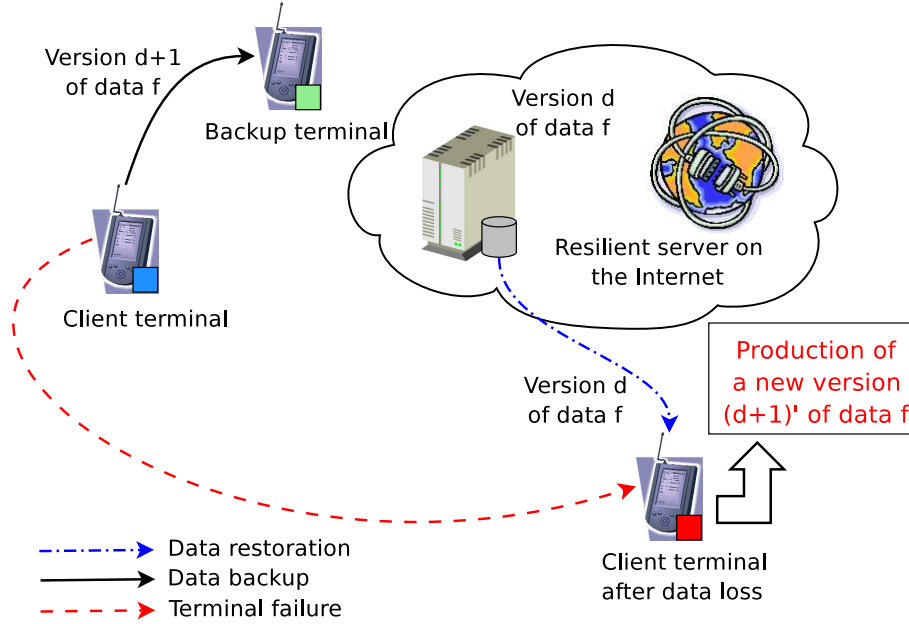 Version d+1
of data f
Backup terminal
Client terminal
Version d
of data f
Resilient server on
the Internet
Version d
of data f
Production of
a new version
(d+1)' of data f
Client terminal
after data loss
Data restoration
Data backup
Terminal failure